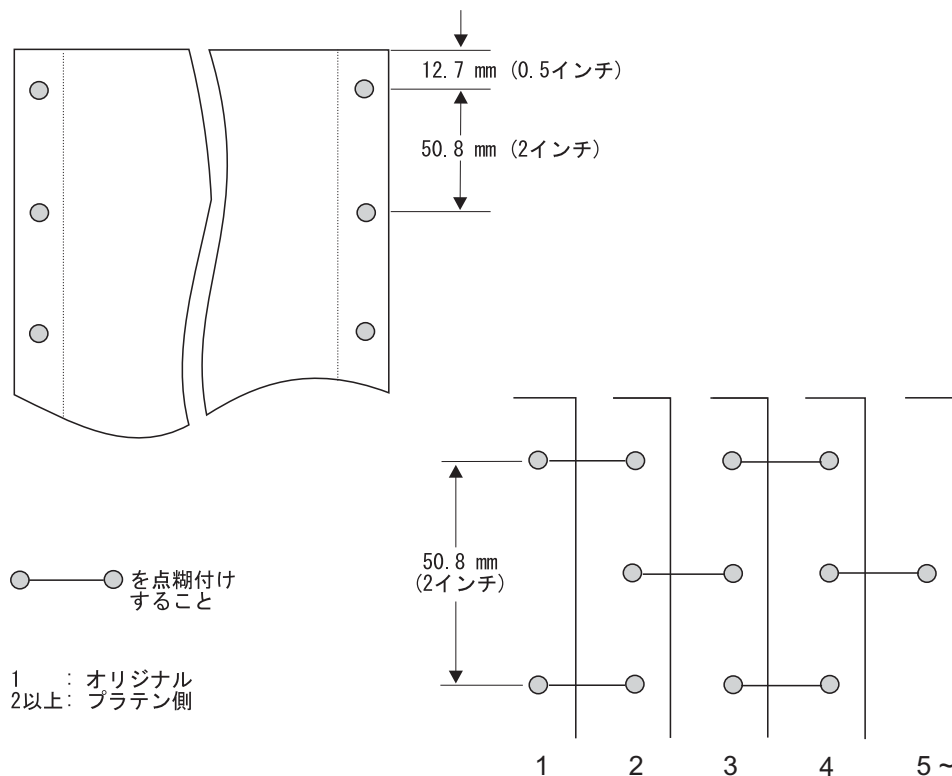 12.7 mm (0.5インチ)
50.8 mm (2インチ)
50.8 mm
(2インチ)
を点糊付け
すること
1 : オリジナル
2以上: プラテン側
1 2 3 4 5~